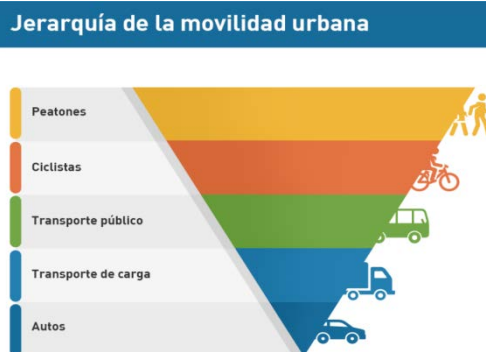 Jerarquía de la movilidad urbana
Peatones
Ciclistas
Transporte público
Transporte de carga
Autos